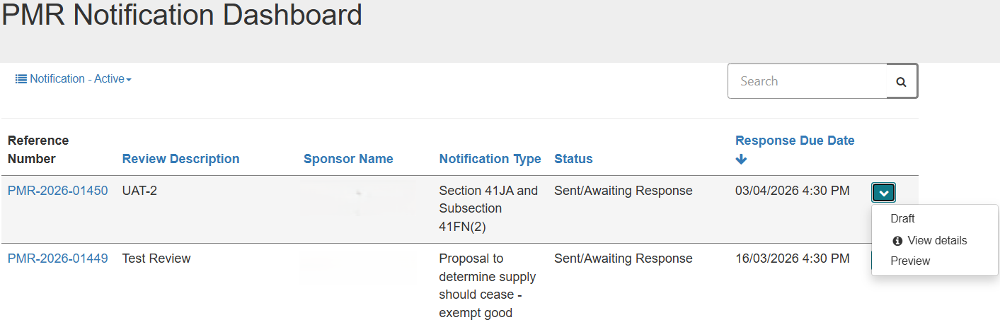 PMR Notification Dashboard
Notification - Active
Search
Reference
Number
Review Description
Sponsor Name
Notification Type
Status
Response Due Date
PMR-2026-01450
UAT-2
Section 41JA and
Subsection
41FN(2)
Sent/Awaiting Response
03/04/2026 4:30 PM
Draft
View details
Preview
PMR-2026-01449
Test Review
Proposal to
determine supply
should cease -
exempt good
Sent/Awaiting Response
16/03/2026 4:30 PM